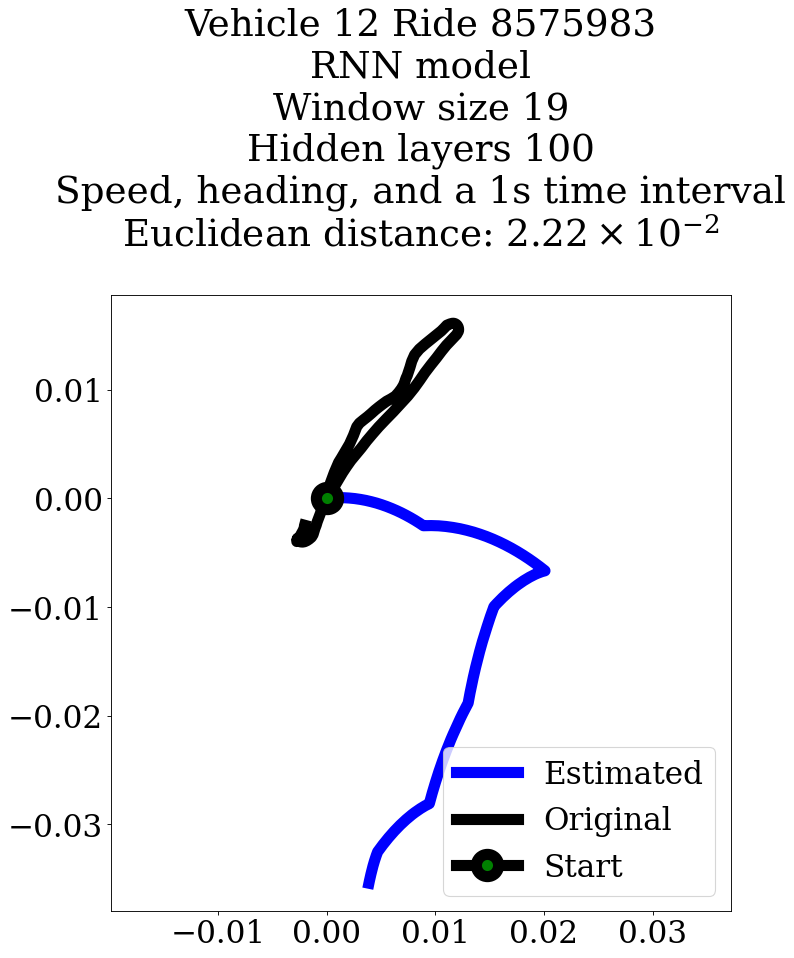 Vehicle 12 Ride 8575983
RNN model
Window size 19
Hidden layers 100
Speed, heading, and a 1s time interval
Euclidean distance: 2.22 × 10⁻²
0.01
0.00
−0.01
−0.02
−0.03
Estimated
Original
Start
−0.01 0.00 0.01 0.02 0.03